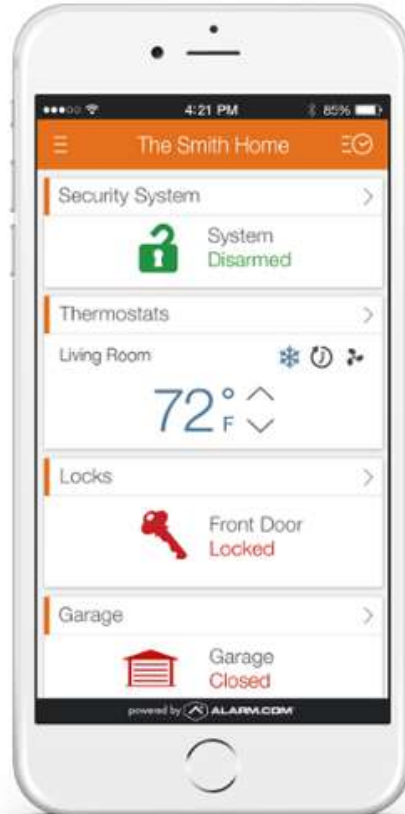 4:21 PM
85%
The Smith Home
Security System
System
Disarmed
Thermostats
Living Room
72°F
Locks
Front Door
Locked
Garage
Garage
Closed
powered by ALARM.COM